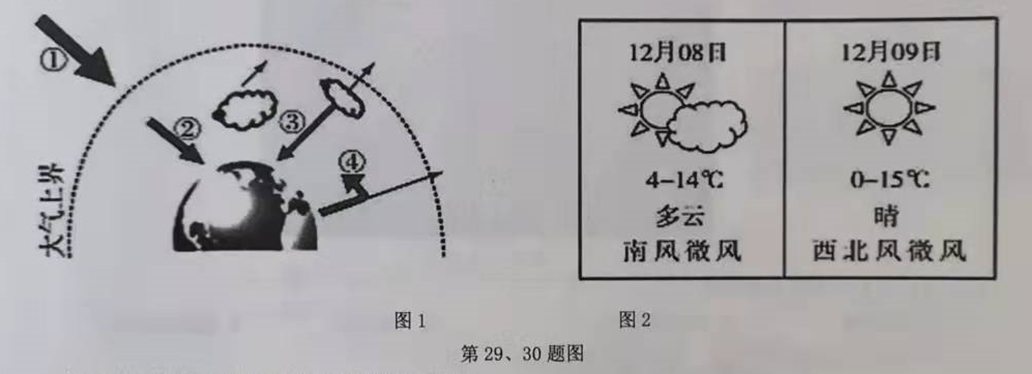 ①
②
③
④
大气上界
图1
12月08日
4-14℃
多云
南风微风
12月09日
0-15℃
晴
西北风微风
图2
第29、30题图